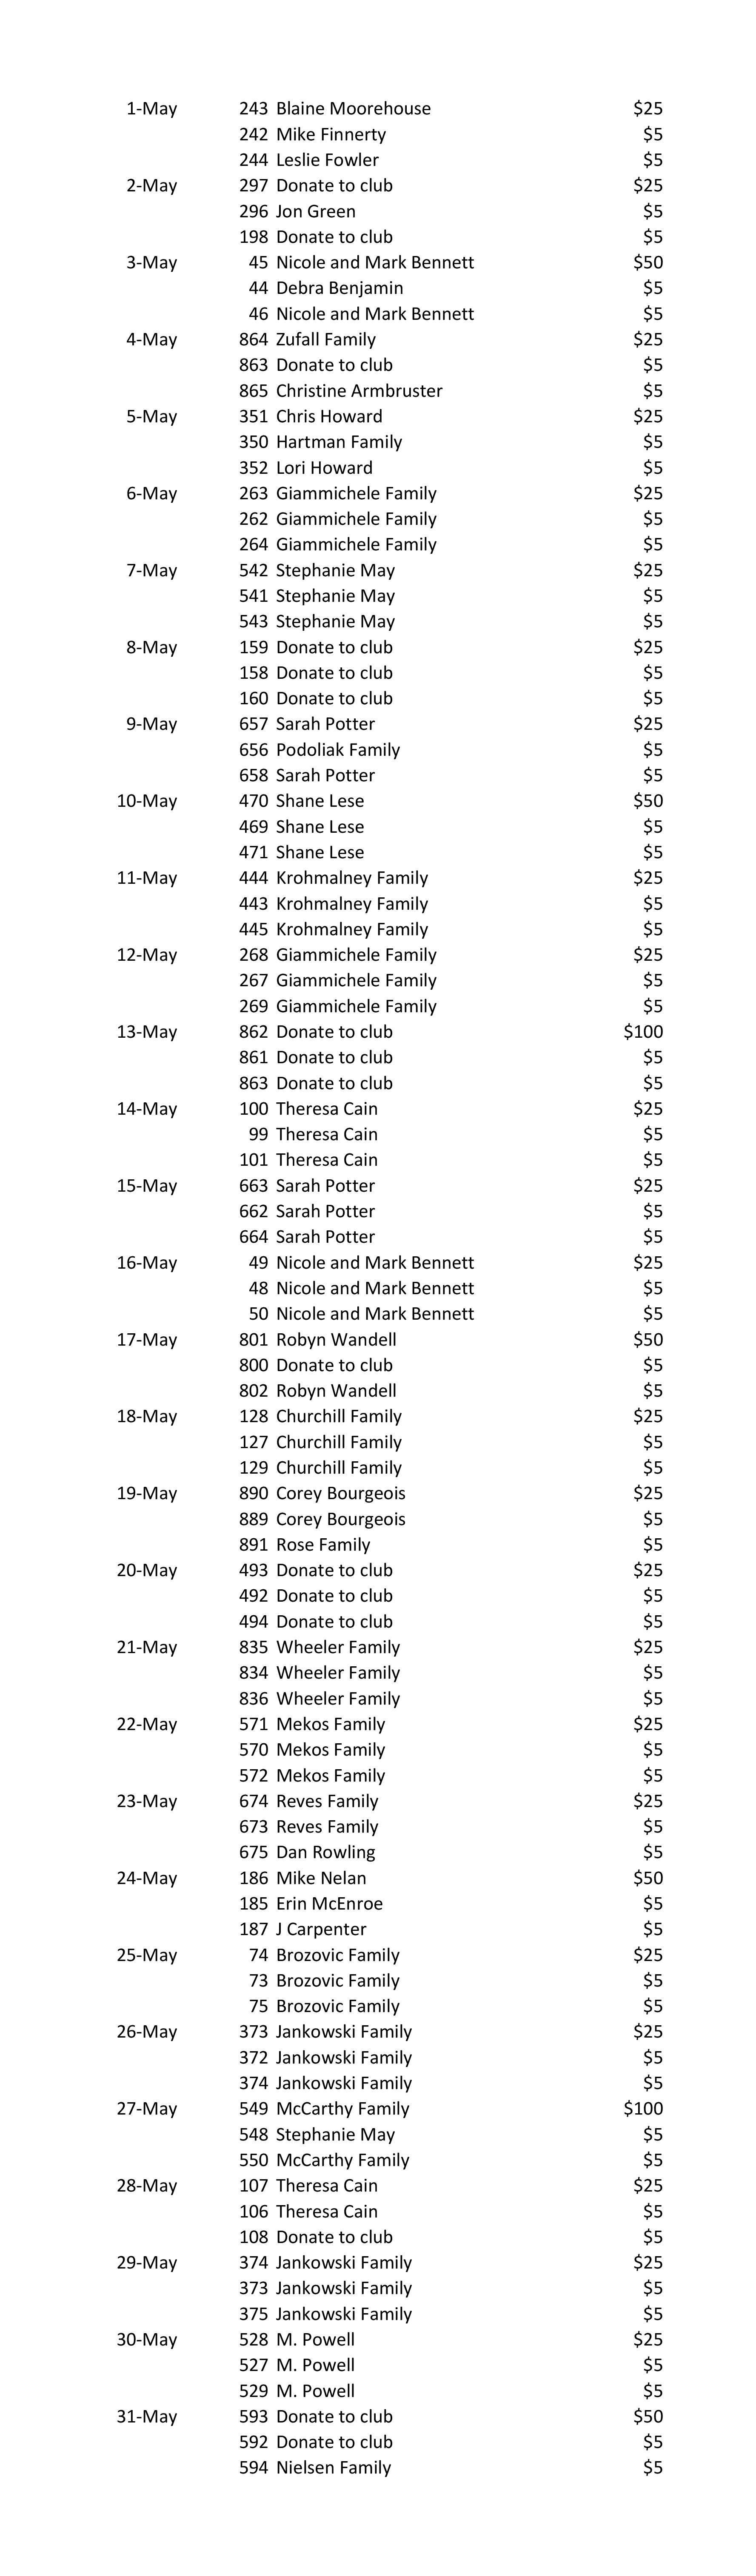 1-May 243 Blaine Moorehouse $25
242 Mike Finnerty $5
244 Leslie Fowler $5
2-May 297 Donate to club $25
296 Jon Green $5
198 Donate to club $5
3-May 45 Nicole and Mark Bennett $50
44 Debra Benjamin $5
46 Nicole and Mark Bennett $5
4-May 864 Zufall Family $25
863 Donate to club $5
865 Christine Armbruster $5
5-May 351 Chris Howard $25
350 Hartman Family $5
352 Lori Howard $5
6-May 263 Giammichele Family $25
262 Giammichele Family $5
264 Giammichele Family $5
7-May 542 Stephanie May $25
541 Stephanie May $5
543 Stephanie May $5
8-May 159 Donate to club $25
158 Donate to club $5
160 Donate to club $5
9-May 657 Sarah Potter $25
656 Podoliak Family $5
658 Sarah Potter $5
10-May 470 Shane Lese $50
469 Shane Lese $5
471 Shane Lese $5
11-May 444 Krohmalney Family $25
443 Krohmalney Family $5
445 Krohmalney Family $5
12-May 268 Giammichele Family $25
267 Giammichele Family $5
269 Giammichele Family $5
13-May 862 Donate to club $100
861 Donate to club $5
863 Donate to club $5
14-May 100 Theresa Cain $25
99 Theresa Cain $5
101 Theresa Cain $5
15-May 663 Sarah Potter $25
662 Sarah Potter $5
664 Sarah Potter $5
16-May 49 Nicole and Mark Bennett $25
48 Nicole and Mark Bennett $5
50 Nicole and Mark Bennett $5
17-May 801 Robyn Wandell $50
800 Donate to club $5
802 Robyn Wandell $5
18-May 128 Churchill Family $25
127 Churchill Family $5
129 Churchill Family $5
19-May 890 Corey Bourgeois $25
889 Corey Bourgeois $5
891 Rose Family $5
20-May 493 Donate to club $25
492 Donate to club $5
494 Donate to club $5
21-May 835 Wheeler Family $25
834 Wheeler Family $5
836 Wheeler Family $5
22-May 571 Mekos Family $25
570 Mekos Family $5
572 Mekos Family $5
23-May 674 Reves Family $25
673 Reves Family $5
675 Dan Rowling $5
24-May 186 Mike Nelan $50
185 Erin McEnroe $5
187 J Carpenter $5
25-May 74 Brozovic Family $25
73 Brozovic Family $5
75 Brozovic Family $5
26-May 373 Jankowski Family $25
372 Jankowski Family $5
374 Jankowski Family $5
27-May 549 McCarthy Family $100
548 Stephanie May $5
550 McCarthy Family $5
28-May 107 Theresa Cain $25
106 Theresa Cain $5
108 Donate to club $5
29-May 374 Jankowski Family $25
373 Jankowski Family $5
375 Jankowski Family $5
30-May 528 M. Powell $25
527 M. Powell $5
529 M. Powell $5
31-May 593 Donate to club $50
592 Donate to club $5
594 Nielsen Family $5